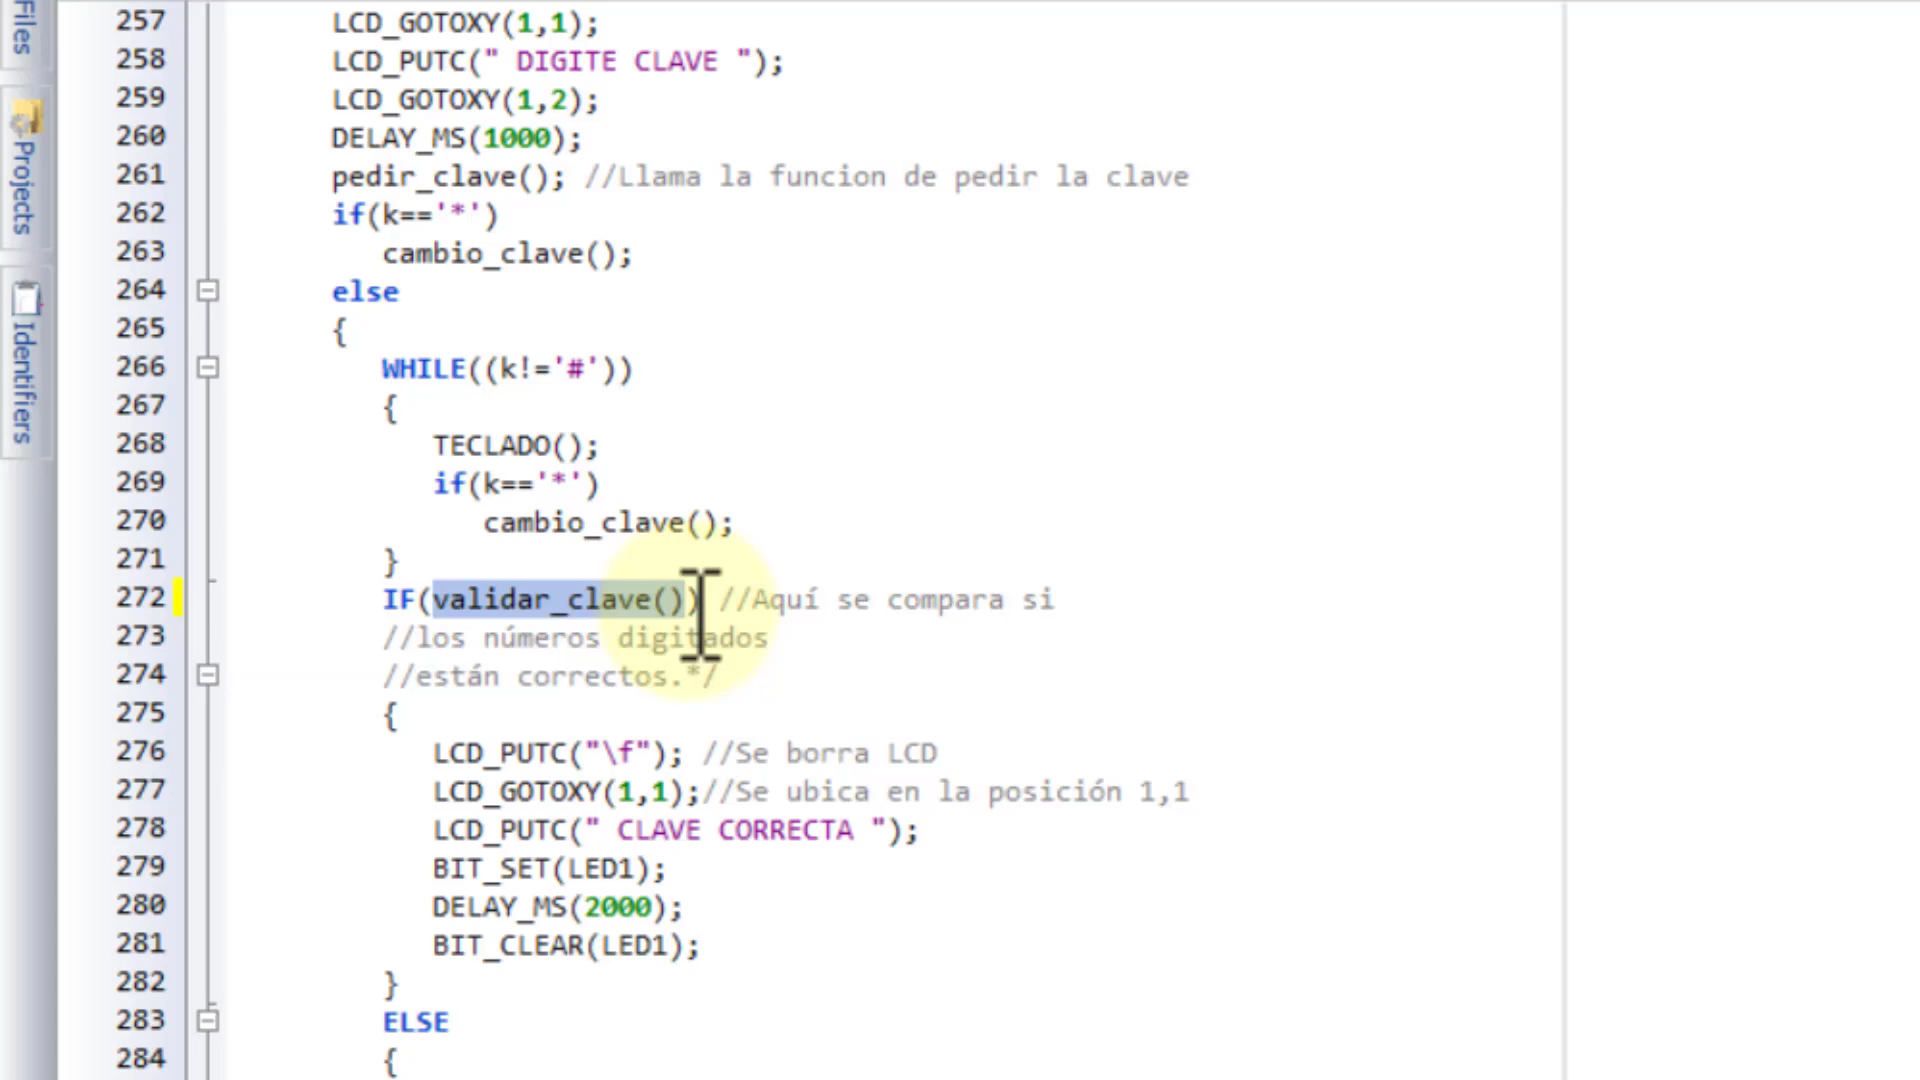 Files
Projects
Identifiers
257 LCD_GOTOXY(1,1);
258 LCD_PUTC(" DIGITE CLAVE ");
259 LCD_GOTOXY(1,2);
260 DELAY_MS(1000);
261 pedir_clave(); //Llama la funcion de pedir la clave
262 if(k=='*')
263 cambio_clave();
264 else
265 {
266 WHILE((k!='#'))
267 {
268 TECLADO();
269 if(k=='*')
270 cambio_clave();
271 }
272 IF(validar_clave()) //Aquí se compara si
273 //los números digitados
274 //están correctos.*/
275 {
276 LCD_PUTC("\f"); //Se borra LCD
277 LCD_GOTOXY(1,1);//Se ubica en la posición 1,1
278 LCD_PUTC(" CLAVE CORRECTA ");
279 BIT_SET(LED1);
280 DELAY_MS(2000);
281 BIT_CLEAR(LED1);
282 }
283 ELSE
284 {